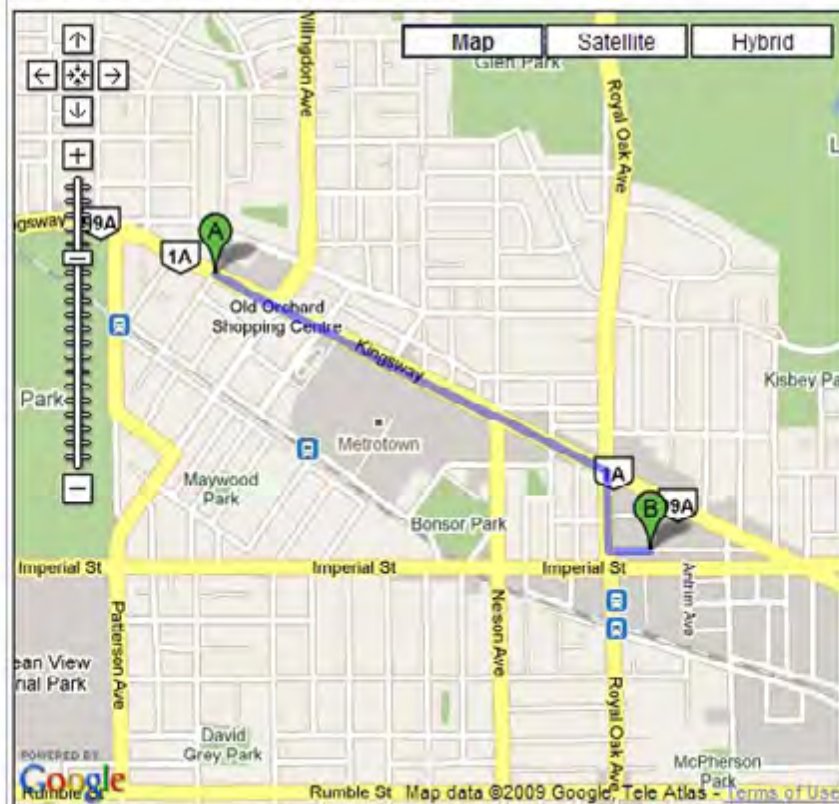 Map
Satellite
Hybrid
Glen Park
Willingdon Ave
Royal Oak Ave
L
ngsway
99A
1A
A
Old Orchard
Shopping Centre
Kingsway
Kisbey Pa
Park
Metrotown
Maywood
Park
1A
99A
B
Bonsor Park
Imperial St
Imperial St
Imperial St
Antrim Ave
Patterson Ave
Nelson Ave
Royal Oak Ave
ean View
rial Park
David
Grey Park
McPherson
Park
POWERED BY
Google
Rumble St
Rumble St
Map data ©2009 Google, Tele Atlas - Terms of Use